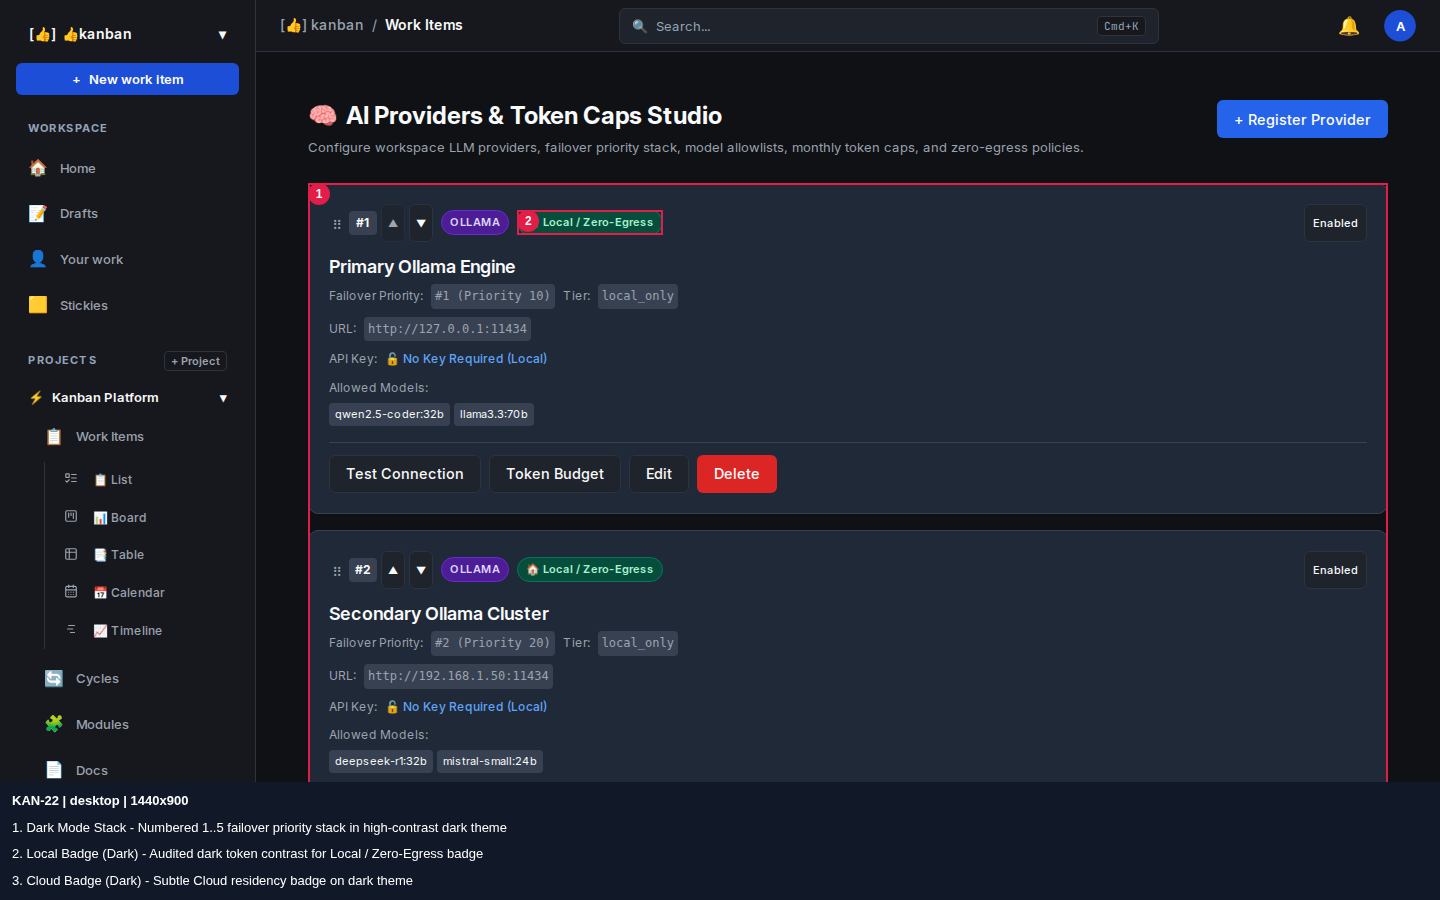 [👍] 👍kanban ▼
+ New work item
WORKSPACE
🏠 Home
📝 Drafts
👤 Your work
🟨 Stickies
PROJECTS + Project
⚡ Kanban Platform ▼
📋 Work Items
📋 List
📊 Board
📑 Table
📅 Calendar
📈 Timeline
🔄 Cycles
🧩 Modules
📄 Docs
[👍] kanban / Work Items
🔍 Search... Cmd+K
🔔 A
🧠 AI Providers & Token Caps Studio
Configure workspace LLM providers, failover priority stack, model allowlists, monthly token caps, and zero-egress policies.
+ Register Provider
1
⠿ #1 ▲ ▼ OLLAMA 2 Local / Zero-Egress Enabled
Primary Ollama Engine
Failover Priority: #1 (Priority 10) Tier: local_only
URL: http://127.0.0.1:11434
API Key: 🔓 No Key Required (Local)
Allowed Models:
qwen2.5-coder:32b llama3.3:70b
Test Connection Token Budget Edit Delete
⠿ #2 ▲ ▼ OLLAMA 🏠 Local / Zero-Egress Enabled
Secondary Ollama Cluster
Failover Priority: #2 (Priority 20) Tier: local_only
URL: http://192.168.1.50:11434
API Key: 🔓 No Key Required (Local)
Allowed Models:
deepseek-r1:32b mistral-small:24b
KAN-22 | desktop | 1440x900
1. Dark Mode Stack - Numbered 1..5 failover priority stack in high-contrast dark theme
2. Local Badge (Dark) - Audited dark token contrast for Local / Zero-Egress badge
3. Cloud Badge (Dark) - Subtle Cloud residency badge on dark theme